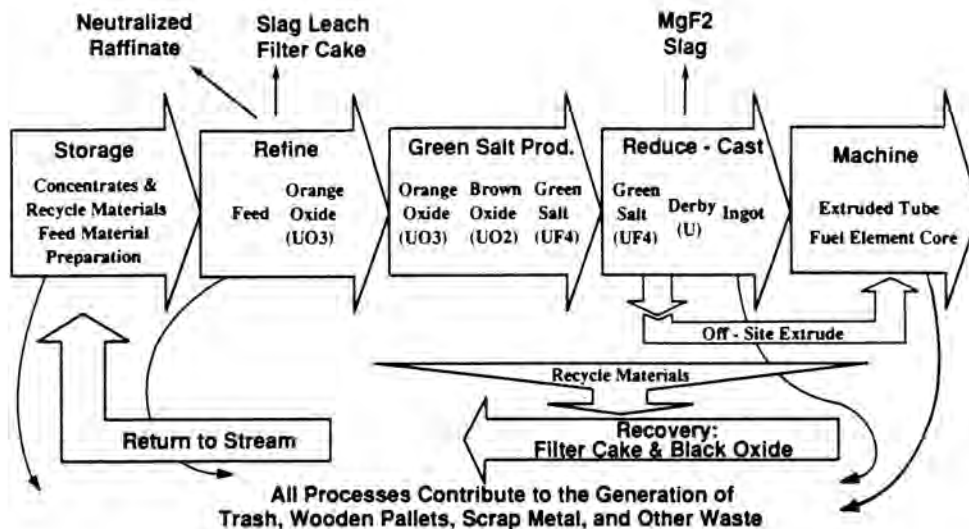 Neutralized
Raffinate
Slag Leach
Filter Cake
MgF2
Slag
Storage
Concentrates &
Recycle Materials
Feed Material
Preparation
Refine
Feed
Orange
Oxide
(UO3)
Green Salt Prod.
Orange
Oxide
(UO3)
Brown
Oxide
(UO2)
Green
Salt
(UF4)
Reduce - Cast
Green
Salt
(UF4)
Derby
(U)
Ingot
Machine
Extruded Tube
Fuel Element Core
Off - Site Extrude
Recycle Materials
Return to Stream
Recovery:
Filter Cake & Black Oxide
All Processes Contribute to the Generation of
Trash, Wooden Pallets, Scrap Metal, and Other Waste